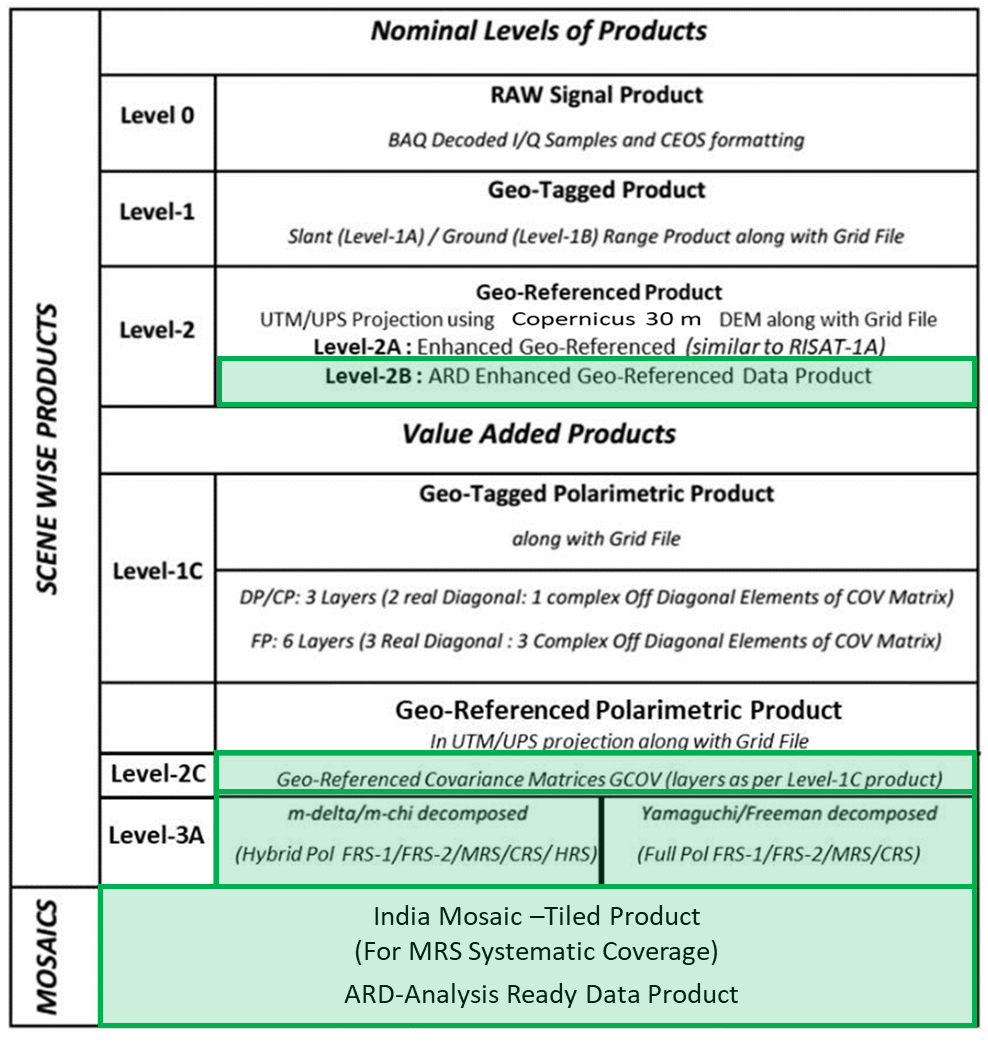 SCENE WISE PRODUCTS
Nominal Levels of Products
Level 0
RAW Signal Product
BAQ Decoded I/Q Samples and CEOS formatting
Level-1
Geo-Tagged Product
Slant (Level-1A) / Ground (Level-1B) Range Product along with Grid File
Level-2
Geo-Referenced Product
UTM/UPS Projection using Copernicus 30 m DEM along with Grid File
Level-2A : Enhanced Geo-Referenced (similar to RISAT-1A)
Level-2B : ARD Enhanced Geo-Referenced Data Product
Value Added Products
Level-1C
Geo-Tagged Polarimetric Product
along with Grid File
DP/CP: 3 Layers (2 real Diagonal: 1 complex Off Diagonal Elements of COV Matrix)
FP: 6 Layers (3 Real Diagonal : 3 Complex Off Diagonal Elements of COV Matrix)
Geo-Referenced Polarimetric Product
In UTM/UPS projection along with Grid File
Level-2C
Geo-Referenced Covariance Matrices GCOV (layers as per Level-1C product)
Level-3A
m-delta/m-chi decomposed
(Hybrid Pol FRS-1/FRS-2/MRS/CRS/ HRS)
Yamaguchi/Freeman decomposed
(Full Pol FRS-1/FRS-2/MRS/CRS)
MOSAICS
India Mosaic –Tiled Product
(For MRS Systematic Coverage)
ARD-Analysis Ready Data Product